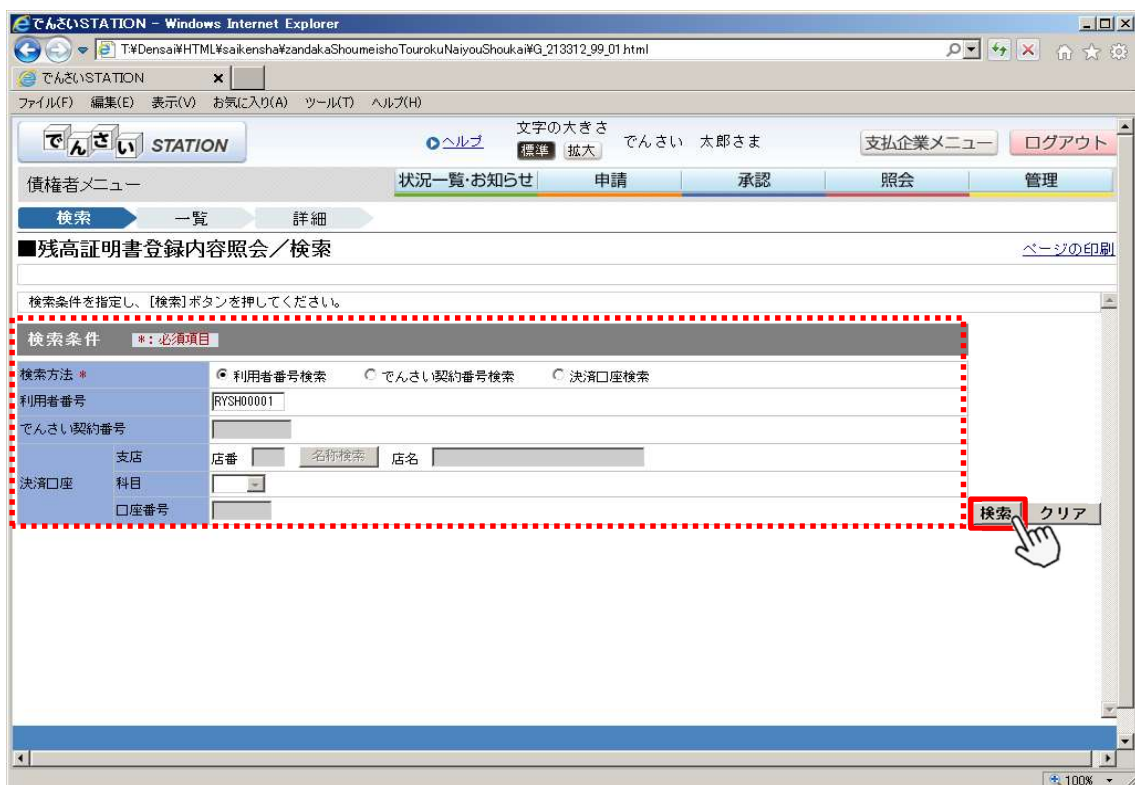 でんさいSTATION - Windows Internet Explorer
T:¥Densai¥HTML¥saikensha¥zandakaShoumeishoTourokuNaiyouShoukai¥G_213312_99_01.html
でんさいSTATION
ファイル(F) 編集(E) 表示(V) お気に入り(A) ツール(T) ヘルプ(H)
でんさい STATION ヘルプ 文字の大きさ 標準 拡大 でんさい 太郎さま 支払企業メニュー ログアウト
債権者メニュー 状況一覧・お知らせ 申請 承認 照会 管理
検索 一覧 詳細
■残高証明書登録内容照会／検索 ページの印刷
検索条件を指定し、[検索]ボタンを押してください。
検索条件 *：必須項目
検索方法 * 利用者番号検索 でんさい契約番号検索 決済口座検索
利用者番号 RYSH00001
でんさい契約番号
支店 店番 名称検索 店名
決済口座 科目
口座番号
検索 クリア
100%